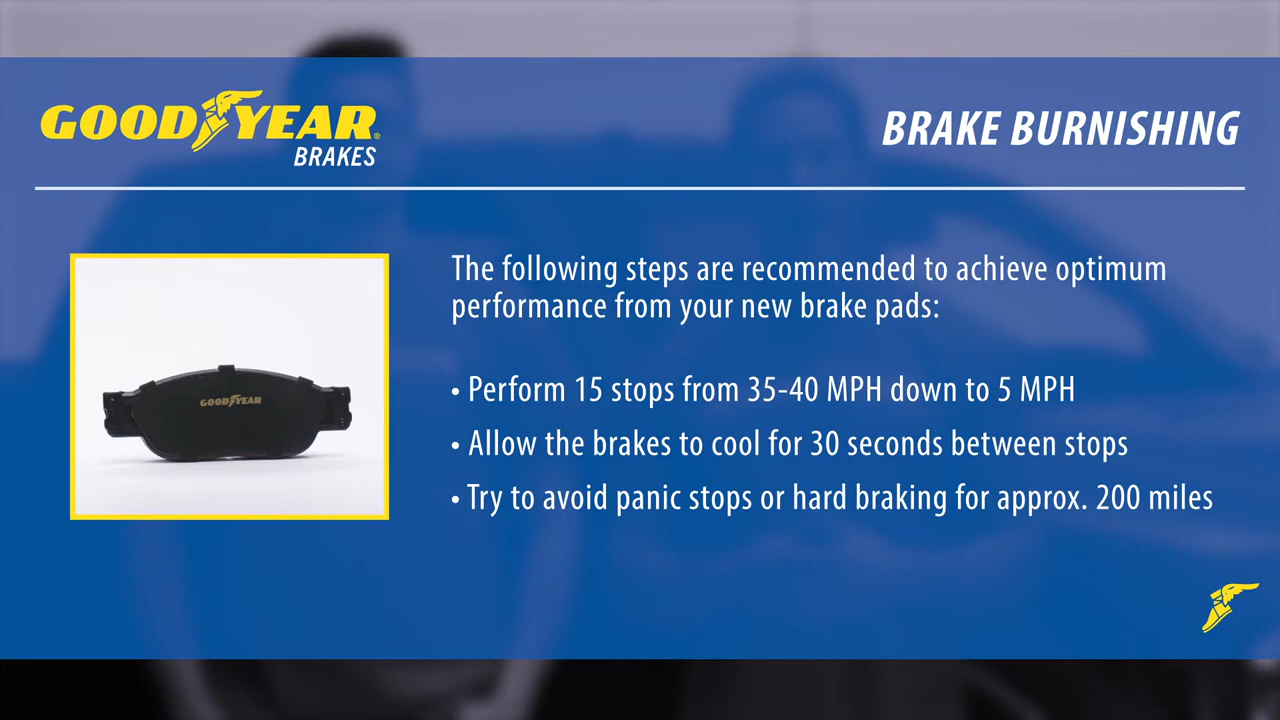 GOODYEAR®
BRAKES
BRAKE BURNISHING
The following steps are recommended to achieve optimum
performance from your new brake pads:
GOODYEAR
• Perform 15 stops from 35-40 MPH down to 5 MPH
• Allow the brakes to cool for 30 seconds between stops
• Try to avoid panic stops or hard braking for approx. 200 miles